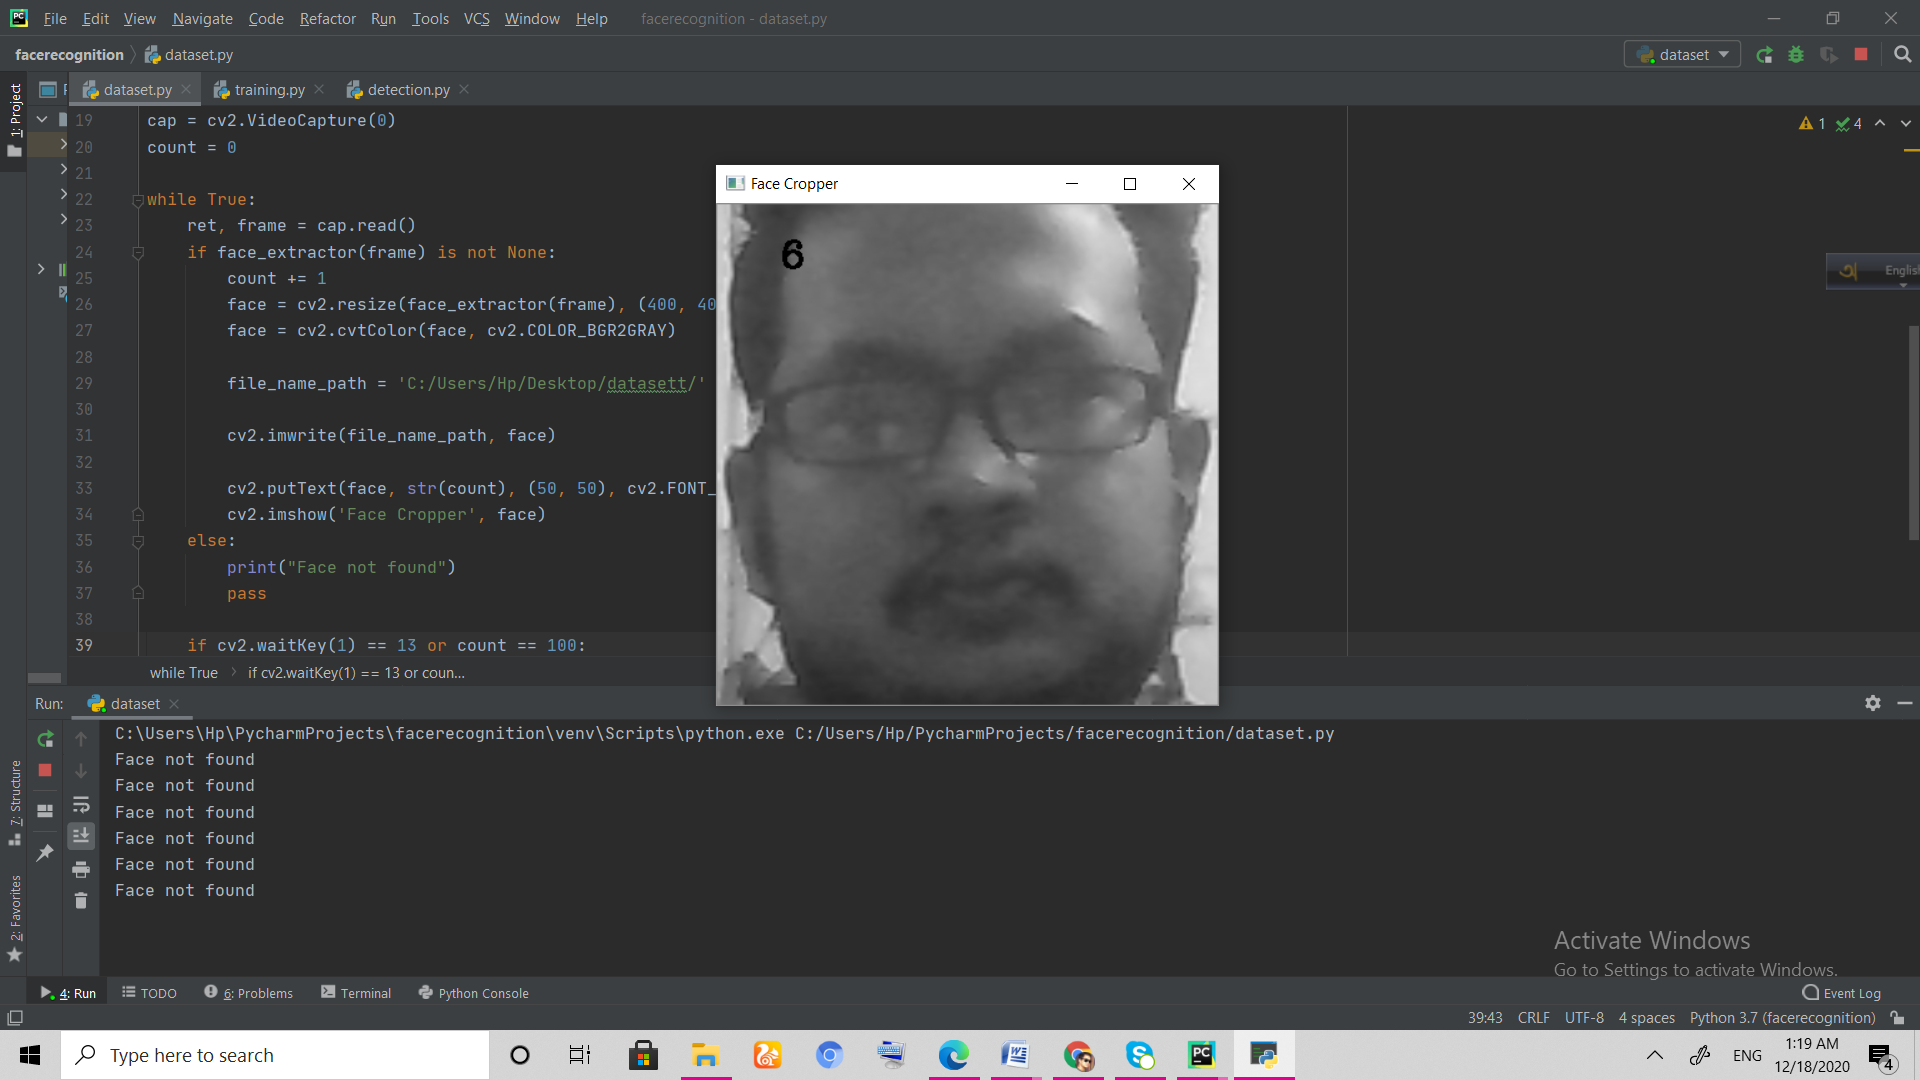 File Edit View Navigate Code Refactor Run Tools VCS Window Help facerecognition - dataset.py
facerecognition dataset.py
dataset
1: Project
dataset.py training.py detection.py
19 cap = cv2.VideoCapture(0)
20 count = 0
21
22 while True:
23 ret, frame = cap.read()
24 if face_extractor(frame) is not None:
25 count += 1
26 face = cv2.resize(face_extractor(frame), (400, 40
27 face = cv2.cvtColor(face, cv2.COLOR_BGR2GRAY)
28
29 file_name_path = 'C:/Users/Hp/Desktop/datasett/'
30
31 cv2.imwrite(file_name_path, face)
32
33 cv2.putText(face, str(count), (50, 50), cv2.FONT_
34 cv2.imshow('Face Cropper', face)
35 else:
36 print("Face not found")
37 pass
38
39 if cv2.waitKey(1) == 13 or count == 100:
while True if cv2.waitKey(1) == 13 or coun...
1 4
Face Cropper
6
অ English
Run: dataset
C:\Users\Hp\PycharmProjects\facerecognition\venv\Scripts\python.exe C:/Users/Hp/PycharmProjects/facerecognition/dataset.py
Face not found
Face not found
Face not found
Face not found
Face not found
Face not found
7: Structure
2: Favorites
Activate Windows
Go to Settings to activate Windows.
4: Run TODO 6: Problems Terminal Python Console Event Log
39:43 CRLF UTF-8 4 spaces Python 3.7 (facerecognition)
Type here to search
ENG
1:19 AM
12/18/2020
4